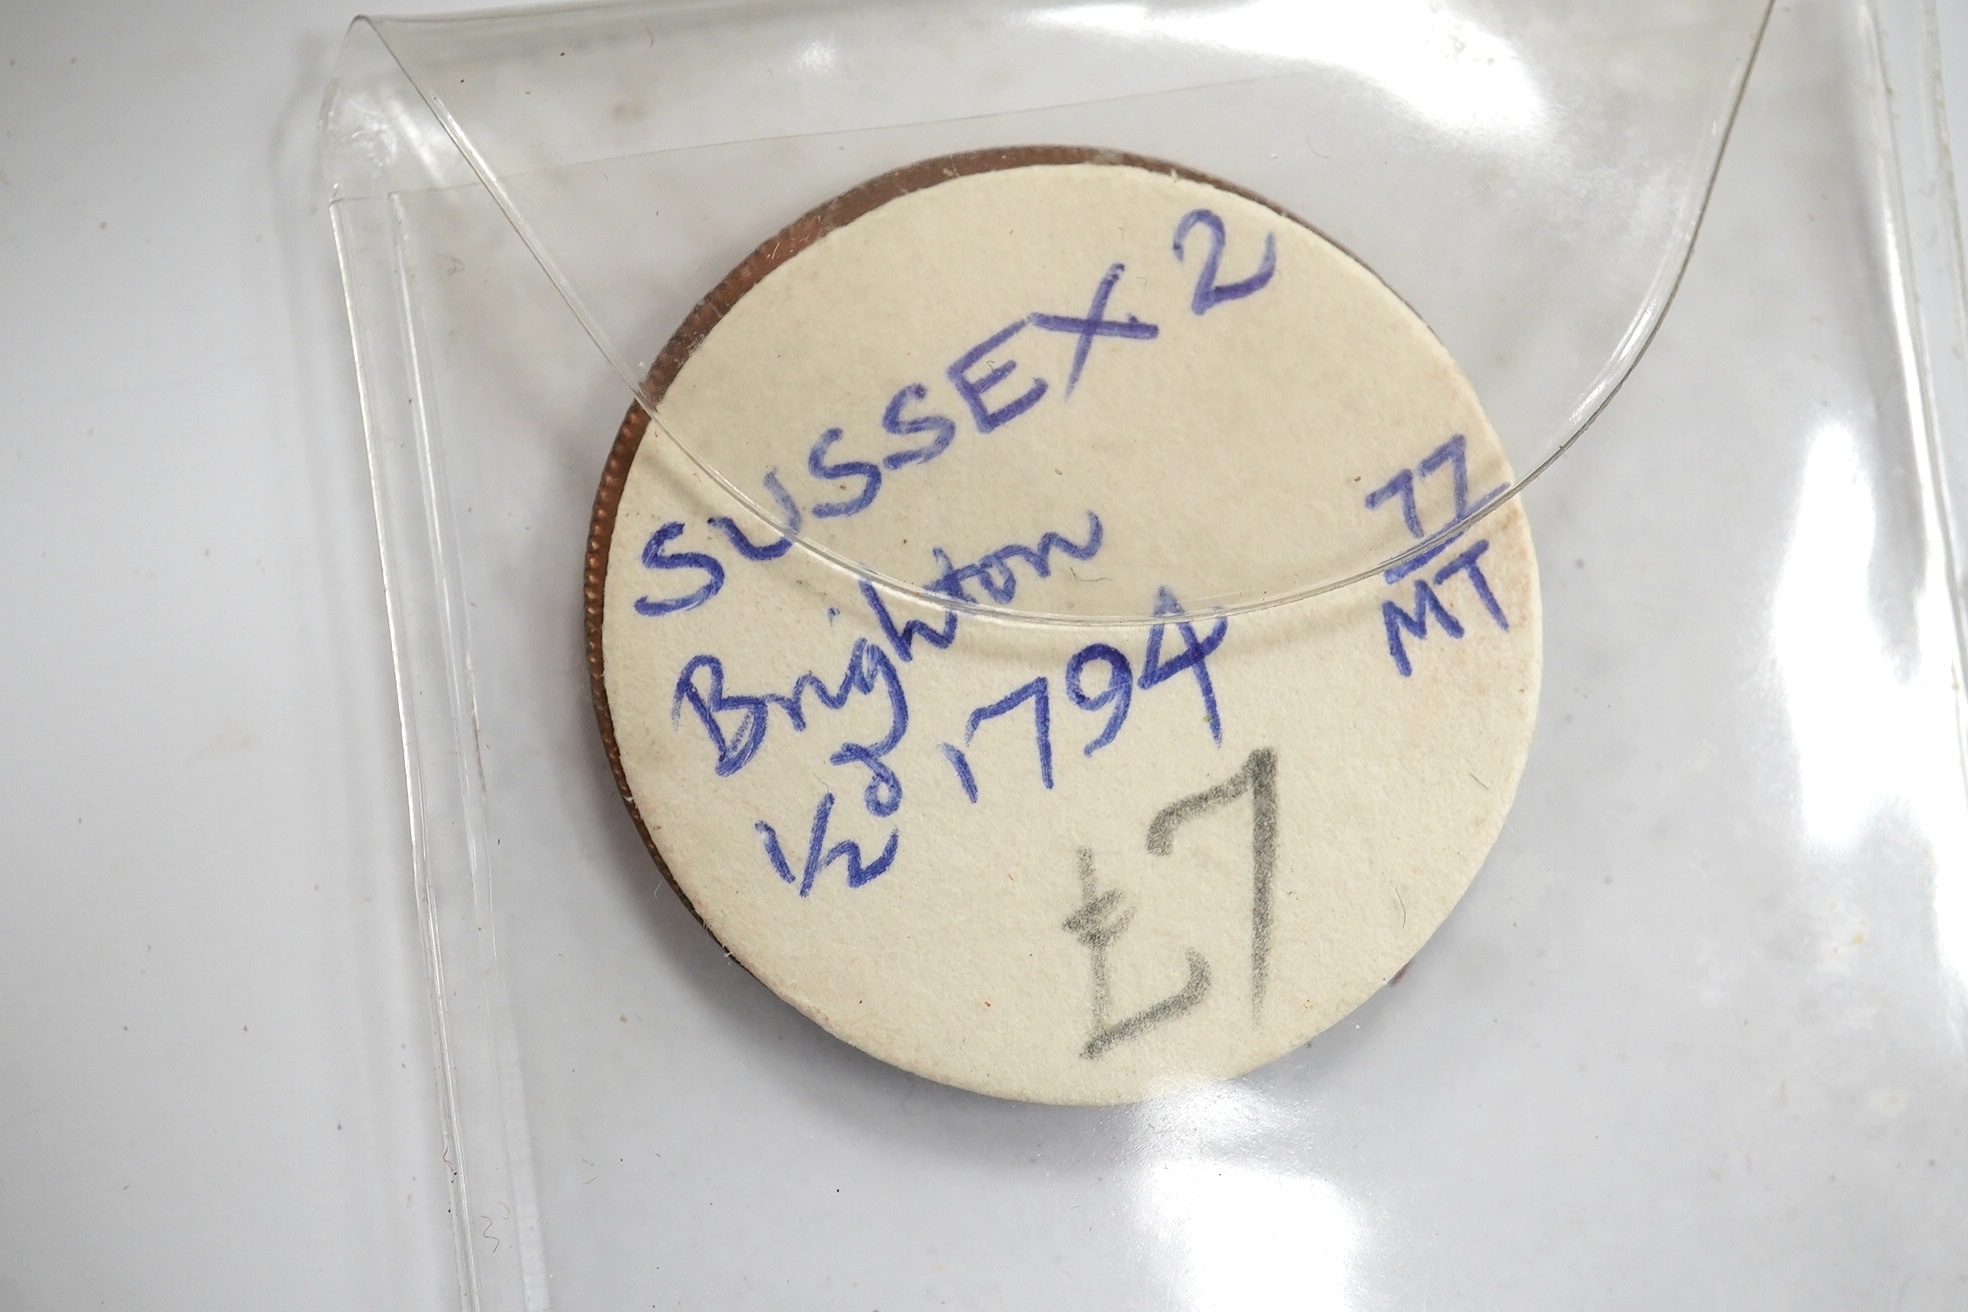 SUSSEX 2
Brighton
½d 1794
77
MT
£7